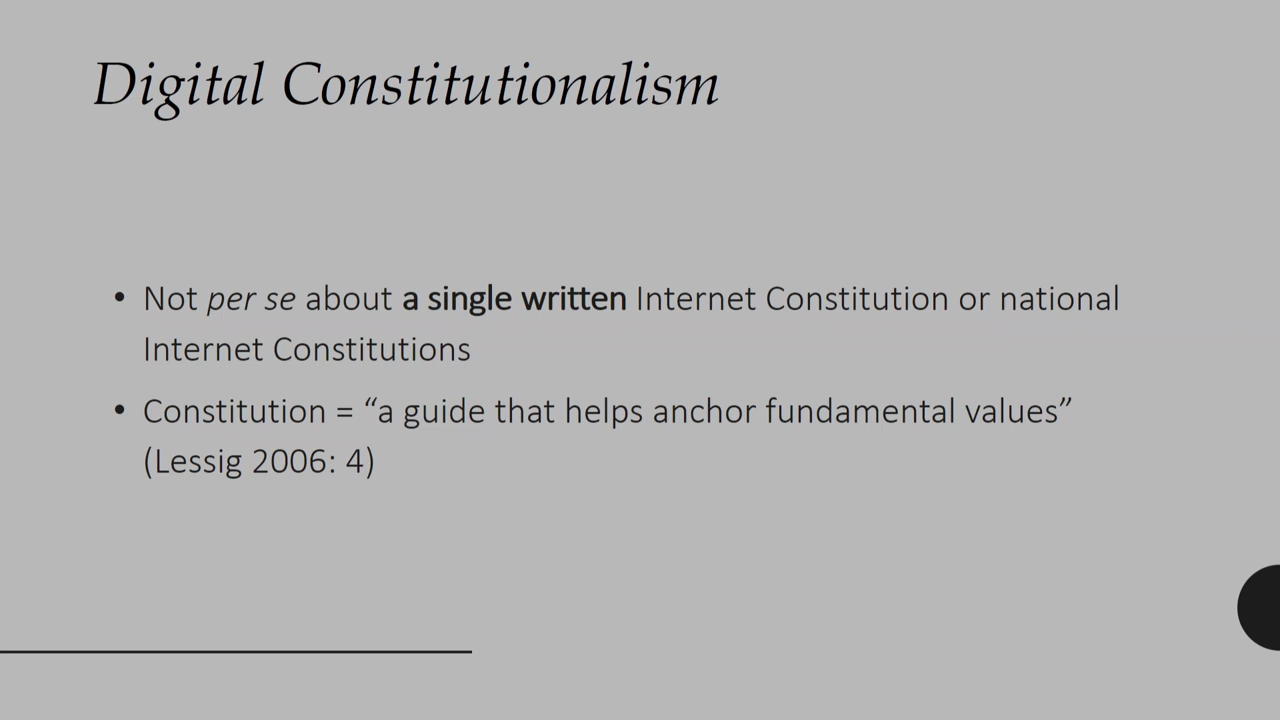 Digital Constitutionalism
• Not per se about a single written Internet Constitution or national
Internet Constitutions
• Constitution = “a guide that helps anchor fundamental values”
(Lessig 2006: 4)